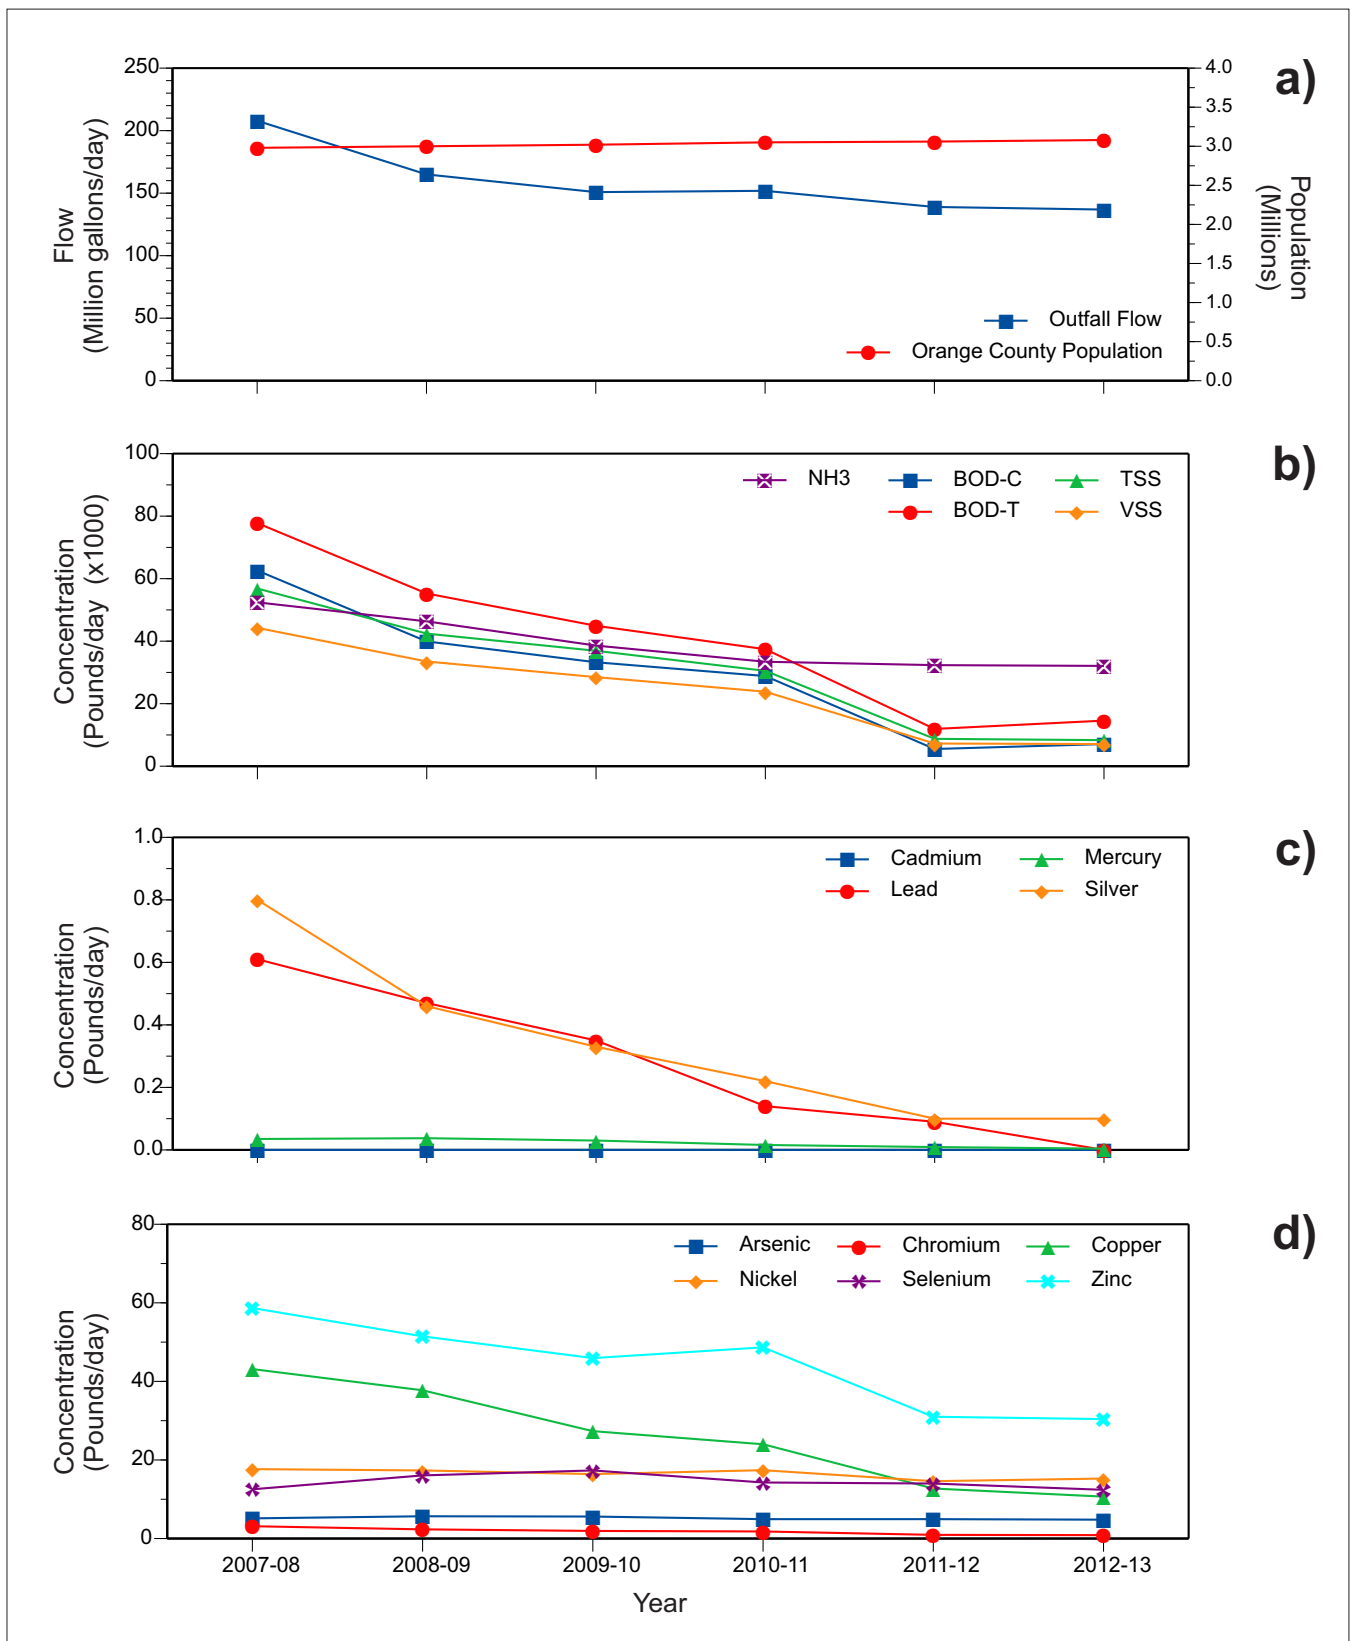 a)
250
200
150
100
50
0
Flow
(Million gallons/day)
4.0
3.5
3.0
2.5
2.0
1.5
1.0
0.5
0.0
Population
(Millions)
Outfall Flow
Orange County Population
b)
100
80
60
40
20
0
Concentration
(Pounds/day (x1000)
NH3 BOD-C TSS
BOD-T VSS
c)
1.0
0.8
0.6
0.4
0.2
0.0
Concentration
(Pounds/day)
Cadmium Mercury
Lead Silver
d)
80
60
40
20
0
Concentration
(Pounds/day)
Arsenic Chromium Copper
Nickel Selenium Zinc
2007-08 2008-09 2009-10 2010-11 2011-12 2012-13
Year